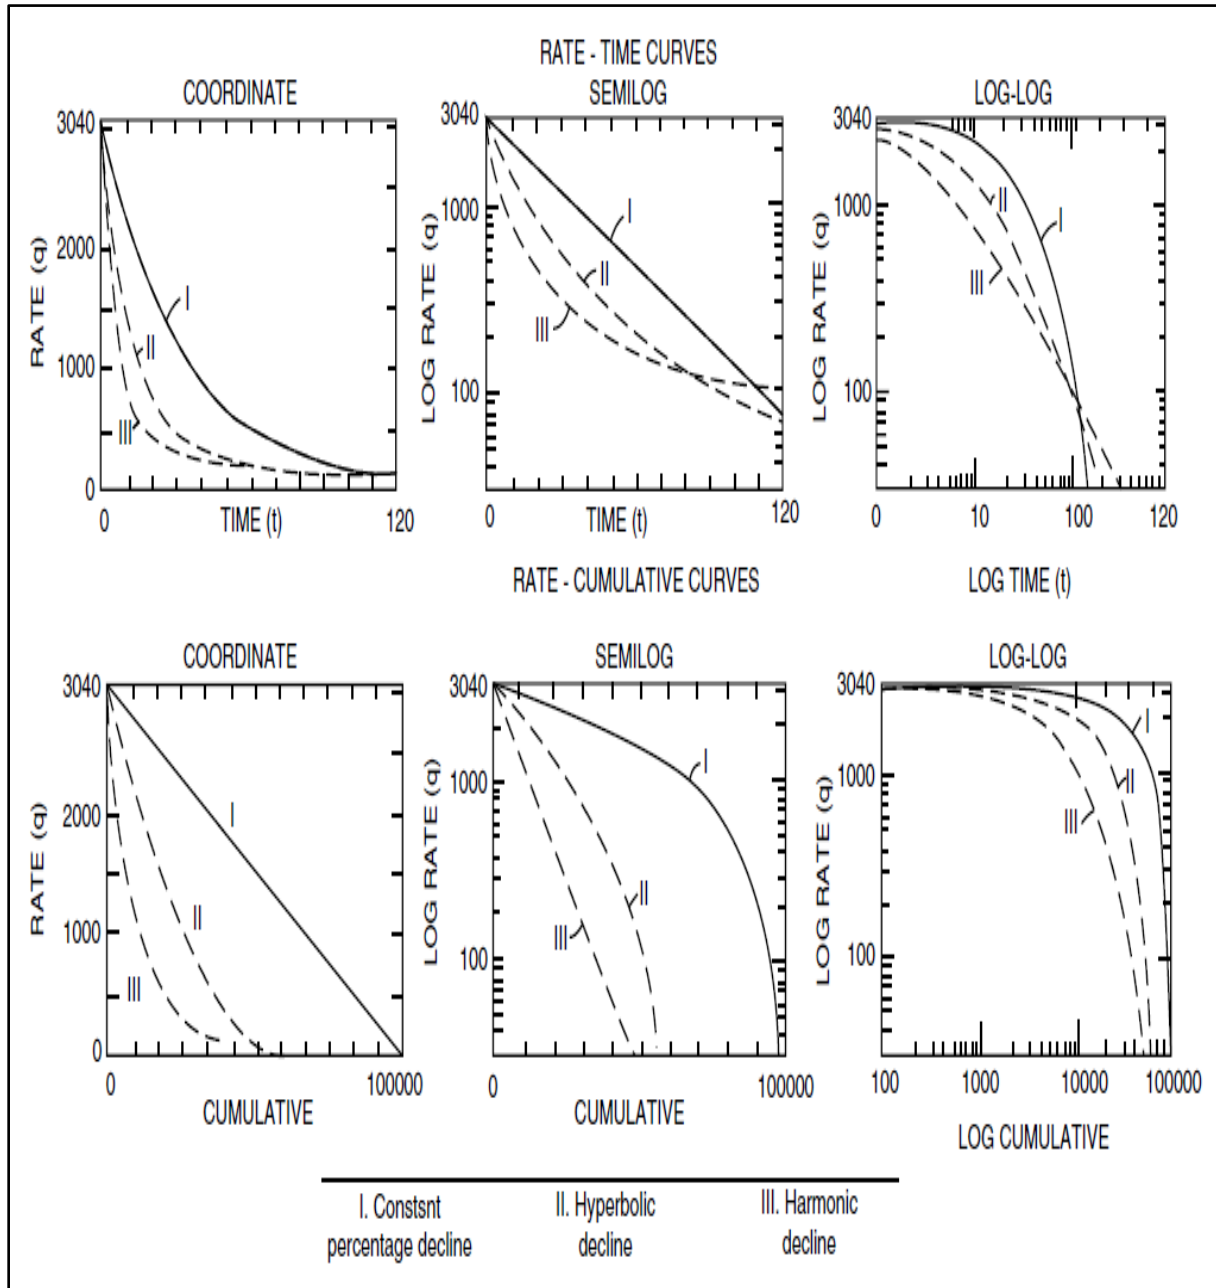 RATE - TIME CURVES
COORDINATE
SEMILOG
LOG-LOG
3040
2000
1000
0
RATE (q)
I
II
III
0
TIME (t)
120
3040
1000
100
LOG RATE (q)
I
II
III
0
TIME (t)
120
3040
1000
100
LOG RATE (q)
I
II
III
0
10
100
120
LOG TIME (t)
RATE - CUMULATIVE CURVES
COORDINATE
SEMILOG
LOG-LOG
3040
2000
1000
0
RATE (q)
I
II
III
0
100000
CUMULATIVE
3040
1000
100
LOG RATE (q)
I
II
III
0
100000
CUMULATIVE
3040
1000
100
LOG RATE (q)
I
II
III
100
1000
10000
100000
LOG CUMULATIVE
I. Constsnt
percentage decline
II. Hyperbolic
decline
III. Harmonic
decline